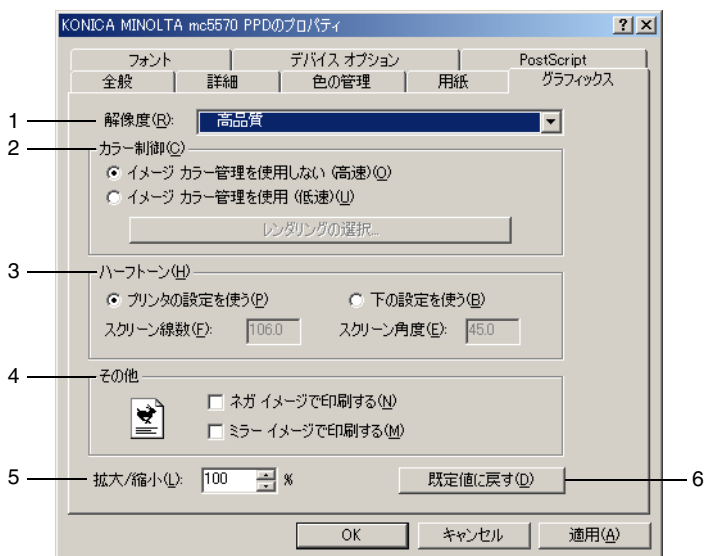 KONICA MINOLTA mc5570 PPDのプロパティ
フォント デバイス オプション PostScript
全般 詳細 色の管理 用紙 グラフィックス
1 解像度(R): 高品質
2 カラー制御(C)
イメージ カラー管理を使用しない (高速)(O)
イメージ カラー管理を使用 (低速)(U)
レンダリングの選択...
3 ハーフトーン(H)
プリンタの設定を使う(P) 下の設定を使う(B)
スクリーン線数(F): 106.0 スクリーン角度(E): 45.0
4 その他
ネガ イメージで印刷する(N)
ミラー イメージで印刷する(M)
5 拡大/縮小(L): 100 % 既定値に戻す(D) 6
OK キャンセル 適用(A)